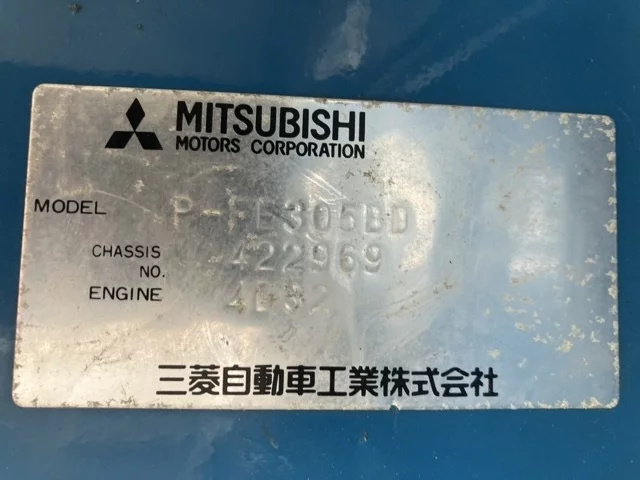 MITSUBISHI
MOTORS CORPORATION
MODEL P-FE305BD
CHASSIS NO. -422969
ENGINE 4D32
三菱自動車工業株式会社